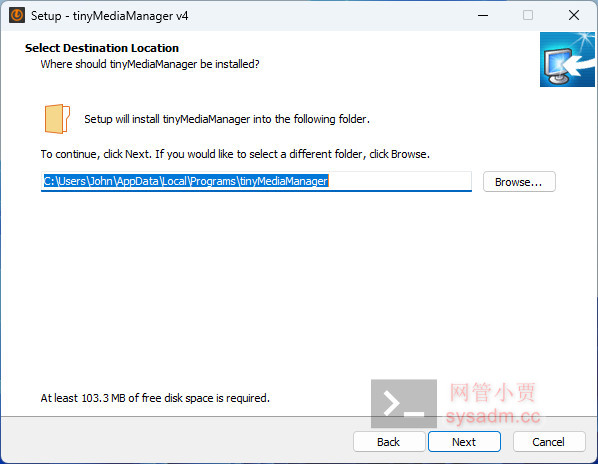 Setup - tinyMediaManager v4
Select Destination Location
Where should tinyMediaManager be installed?
Setup will install tinyMediaManager into the following folder.
To continue, click Next. If you would like to select a different folder, click Browse.
C:\Users\John\AppData\Local\Programs\tinyMediaManager
Browse...
At least 103.3 MB of free disk space is required.
网管小贾
sysadm.cc
Back
Next
Cancel